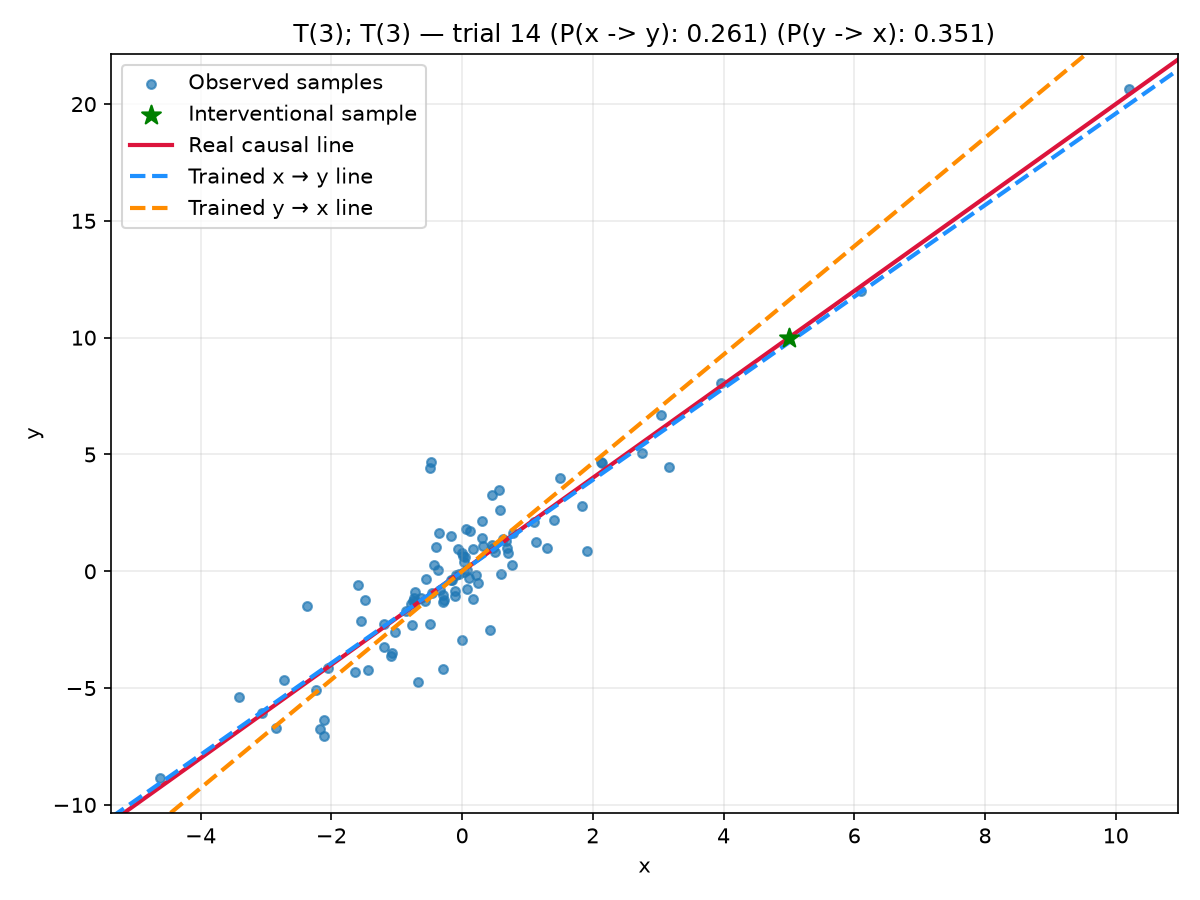 T(3); T(3) — trial 14 (P(x -> y): 0.261) (P(y -> x): 0.351)
Observed samples
Interventional sample
Real causal line
Trained x → y line
Trained y → x line
20
15
10
5
0
−5
−10
y
−4 −2 0 2 4 6 8 10
x